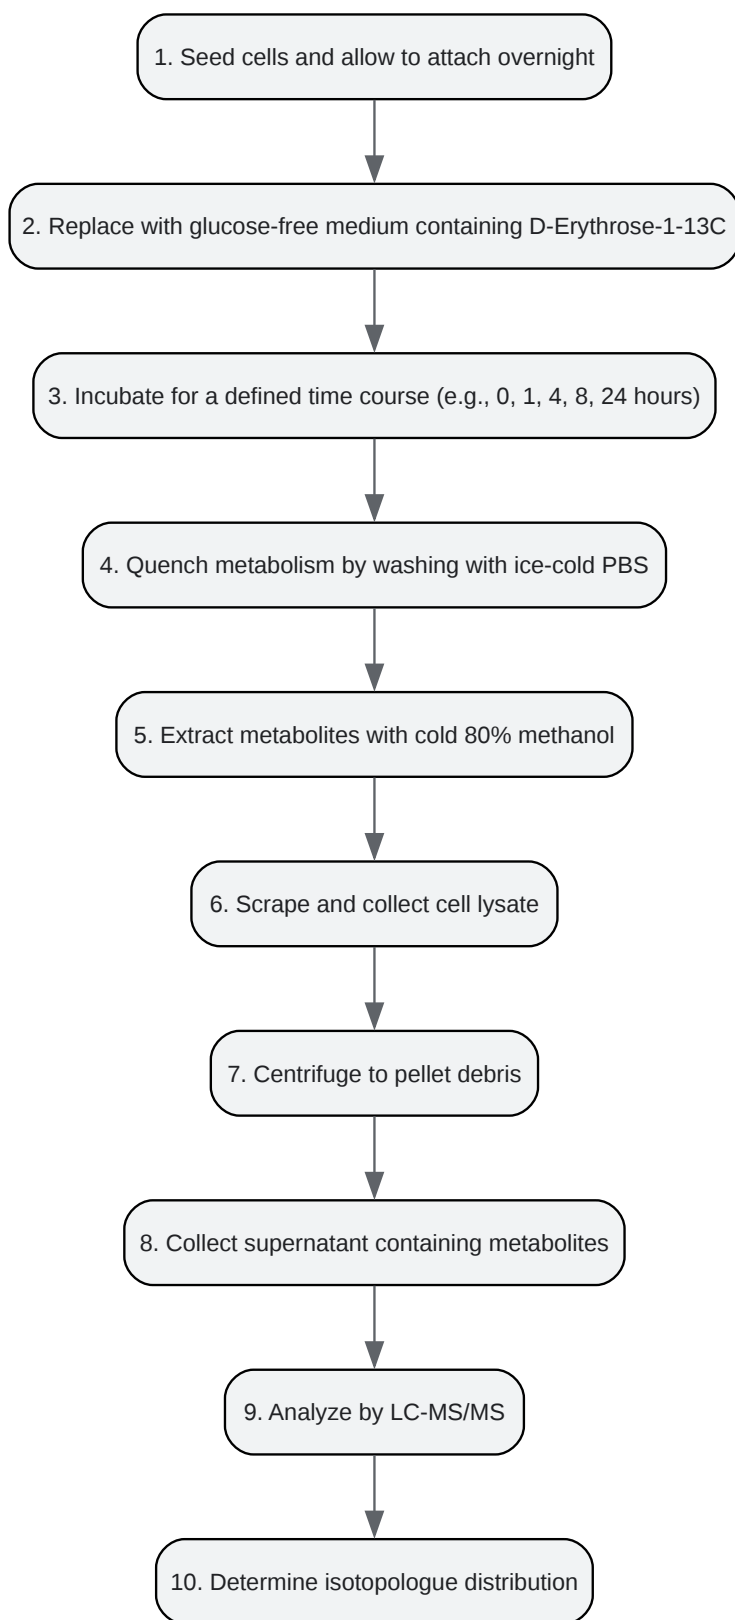 1. Seed cells and allow to attach overnight
2. Replace with glucose-free medium containing D-Erythrose-1-13C
3. Incubate for a defined time course (e.g., 0, 1, 4, 8, 24 hours)
4. Quench metabolism by washing with ice-cold PBS
5. Extract metabolites with cold 80% methanol
6. Scrape and collect cell lysate
7. Centrifuge to pellet debris
8. Collect supernatant containing metabolites
9. Analyze by LC-MS/MS
10. Determine isotopologue distribution